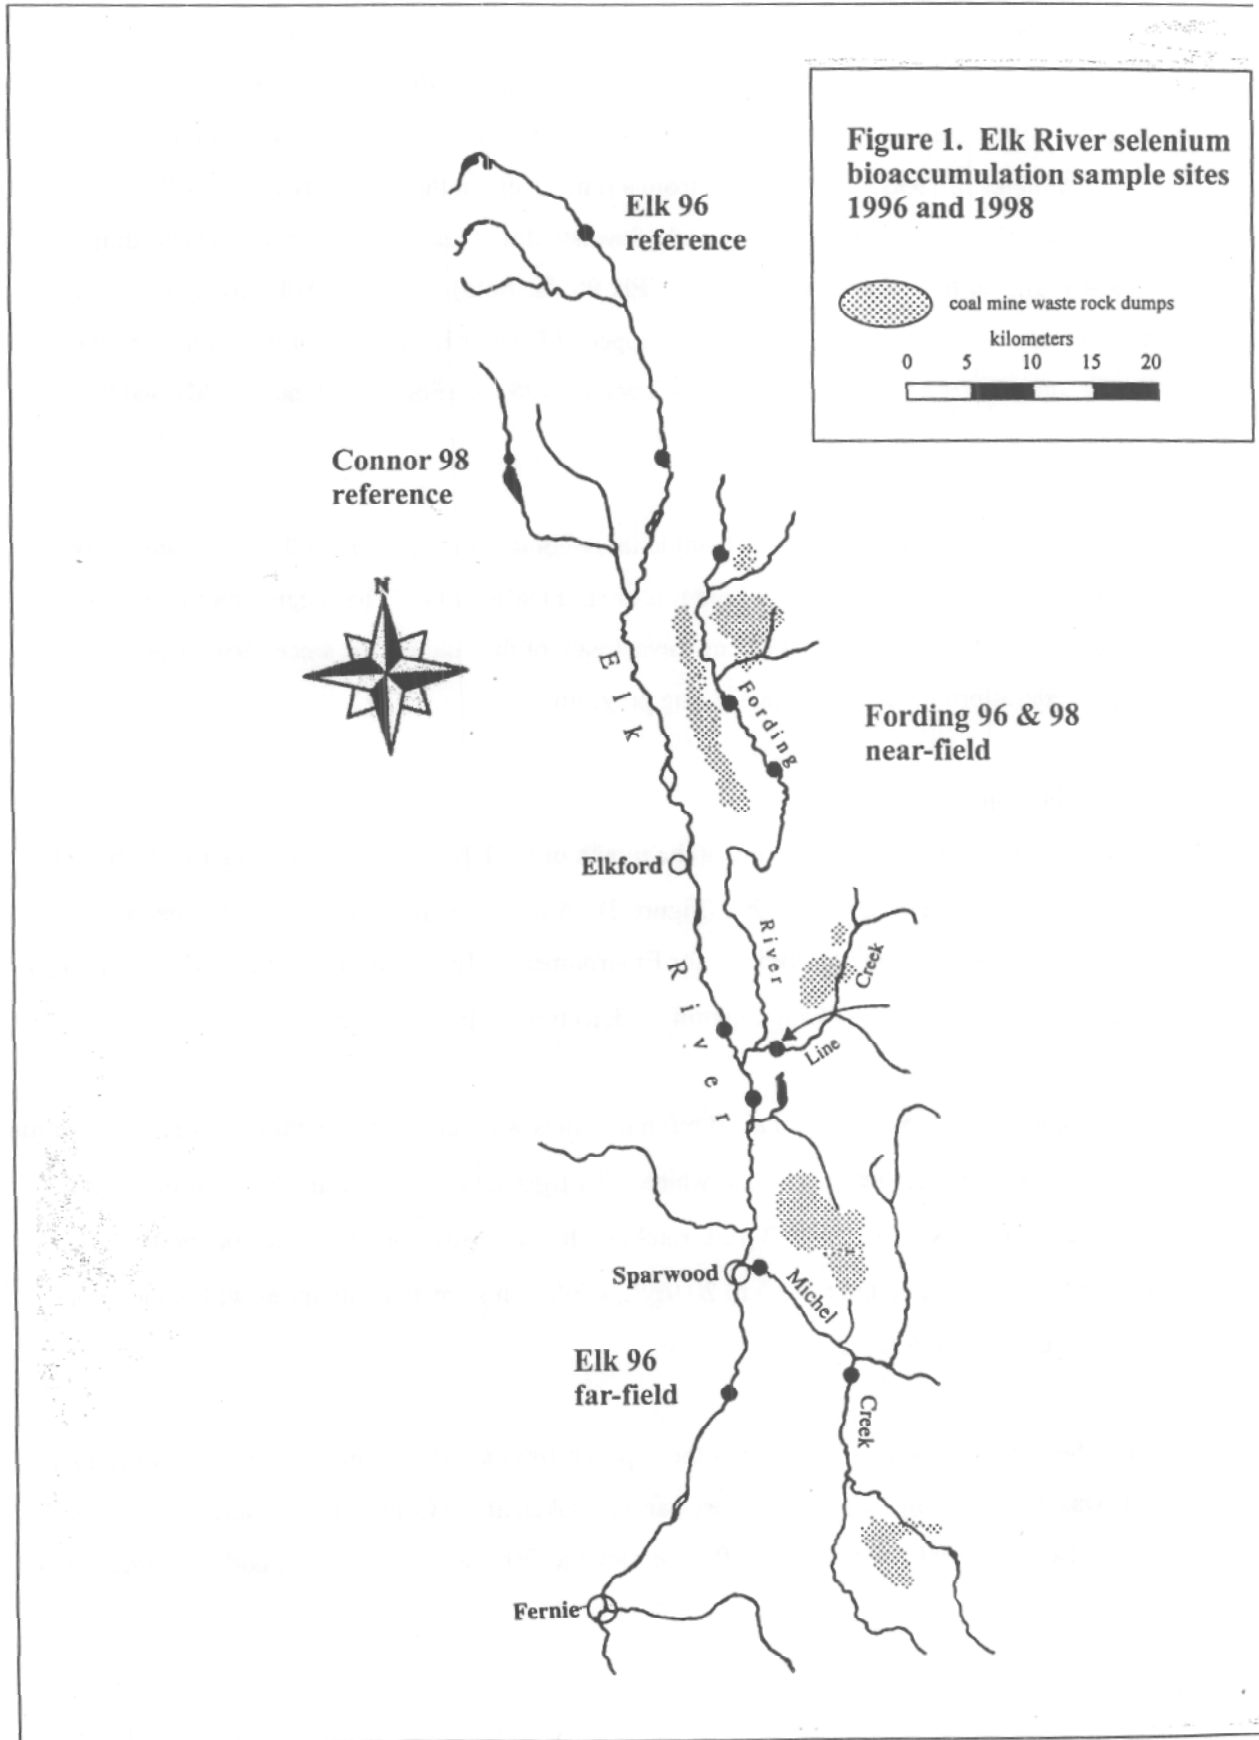 Figure 1. Elk River selenium
bioaccumulation sample sites
1996 and 1998
coal mine waste rock dumps
kilometers
0 5 10 15 20
Elk 96
reference
Connor 98
reference
N
Elk
Fording
Fording 96 & 98
near-field
Elkford
River
River
Creek
Line
Sparwood
Michel
Elk 96
far-field
Creek
Fernie